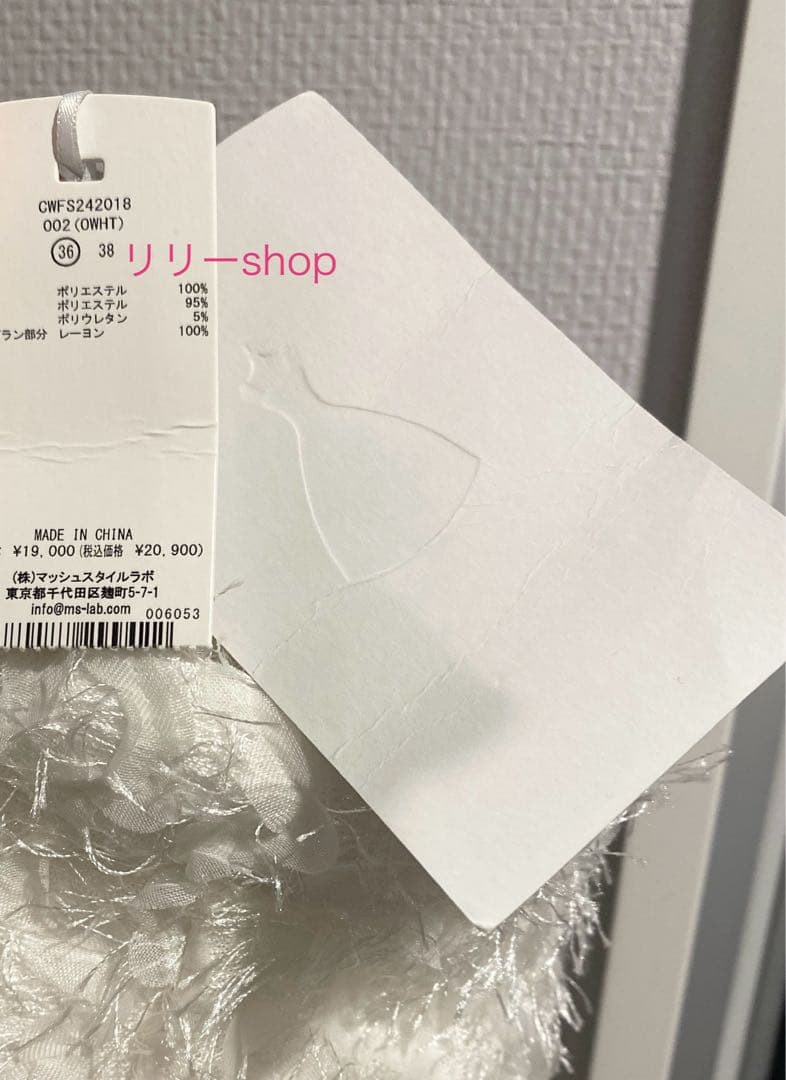 CWFS242018
002(OWHT)
36 38
リリーshop
ポリエステル 100%
ポリエステル 95%
ポリウレタン 5%
ラン部分 レーヨン 100%
MADE IN CHINA
¥19,000(税込価格 ¥20,900)
(株)マッシュスタイルラボ
東京都千代田区麹町5-7-1
info@ms-lab.com 006053